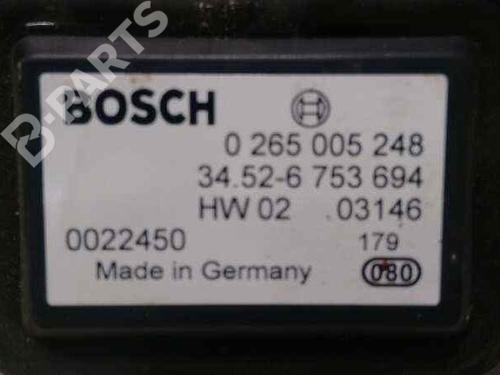 BOSCH
0 265 005 248
34.52-6 753 694
HW 02 03146
0022450 179
Made in Germany 080
B-PARTS